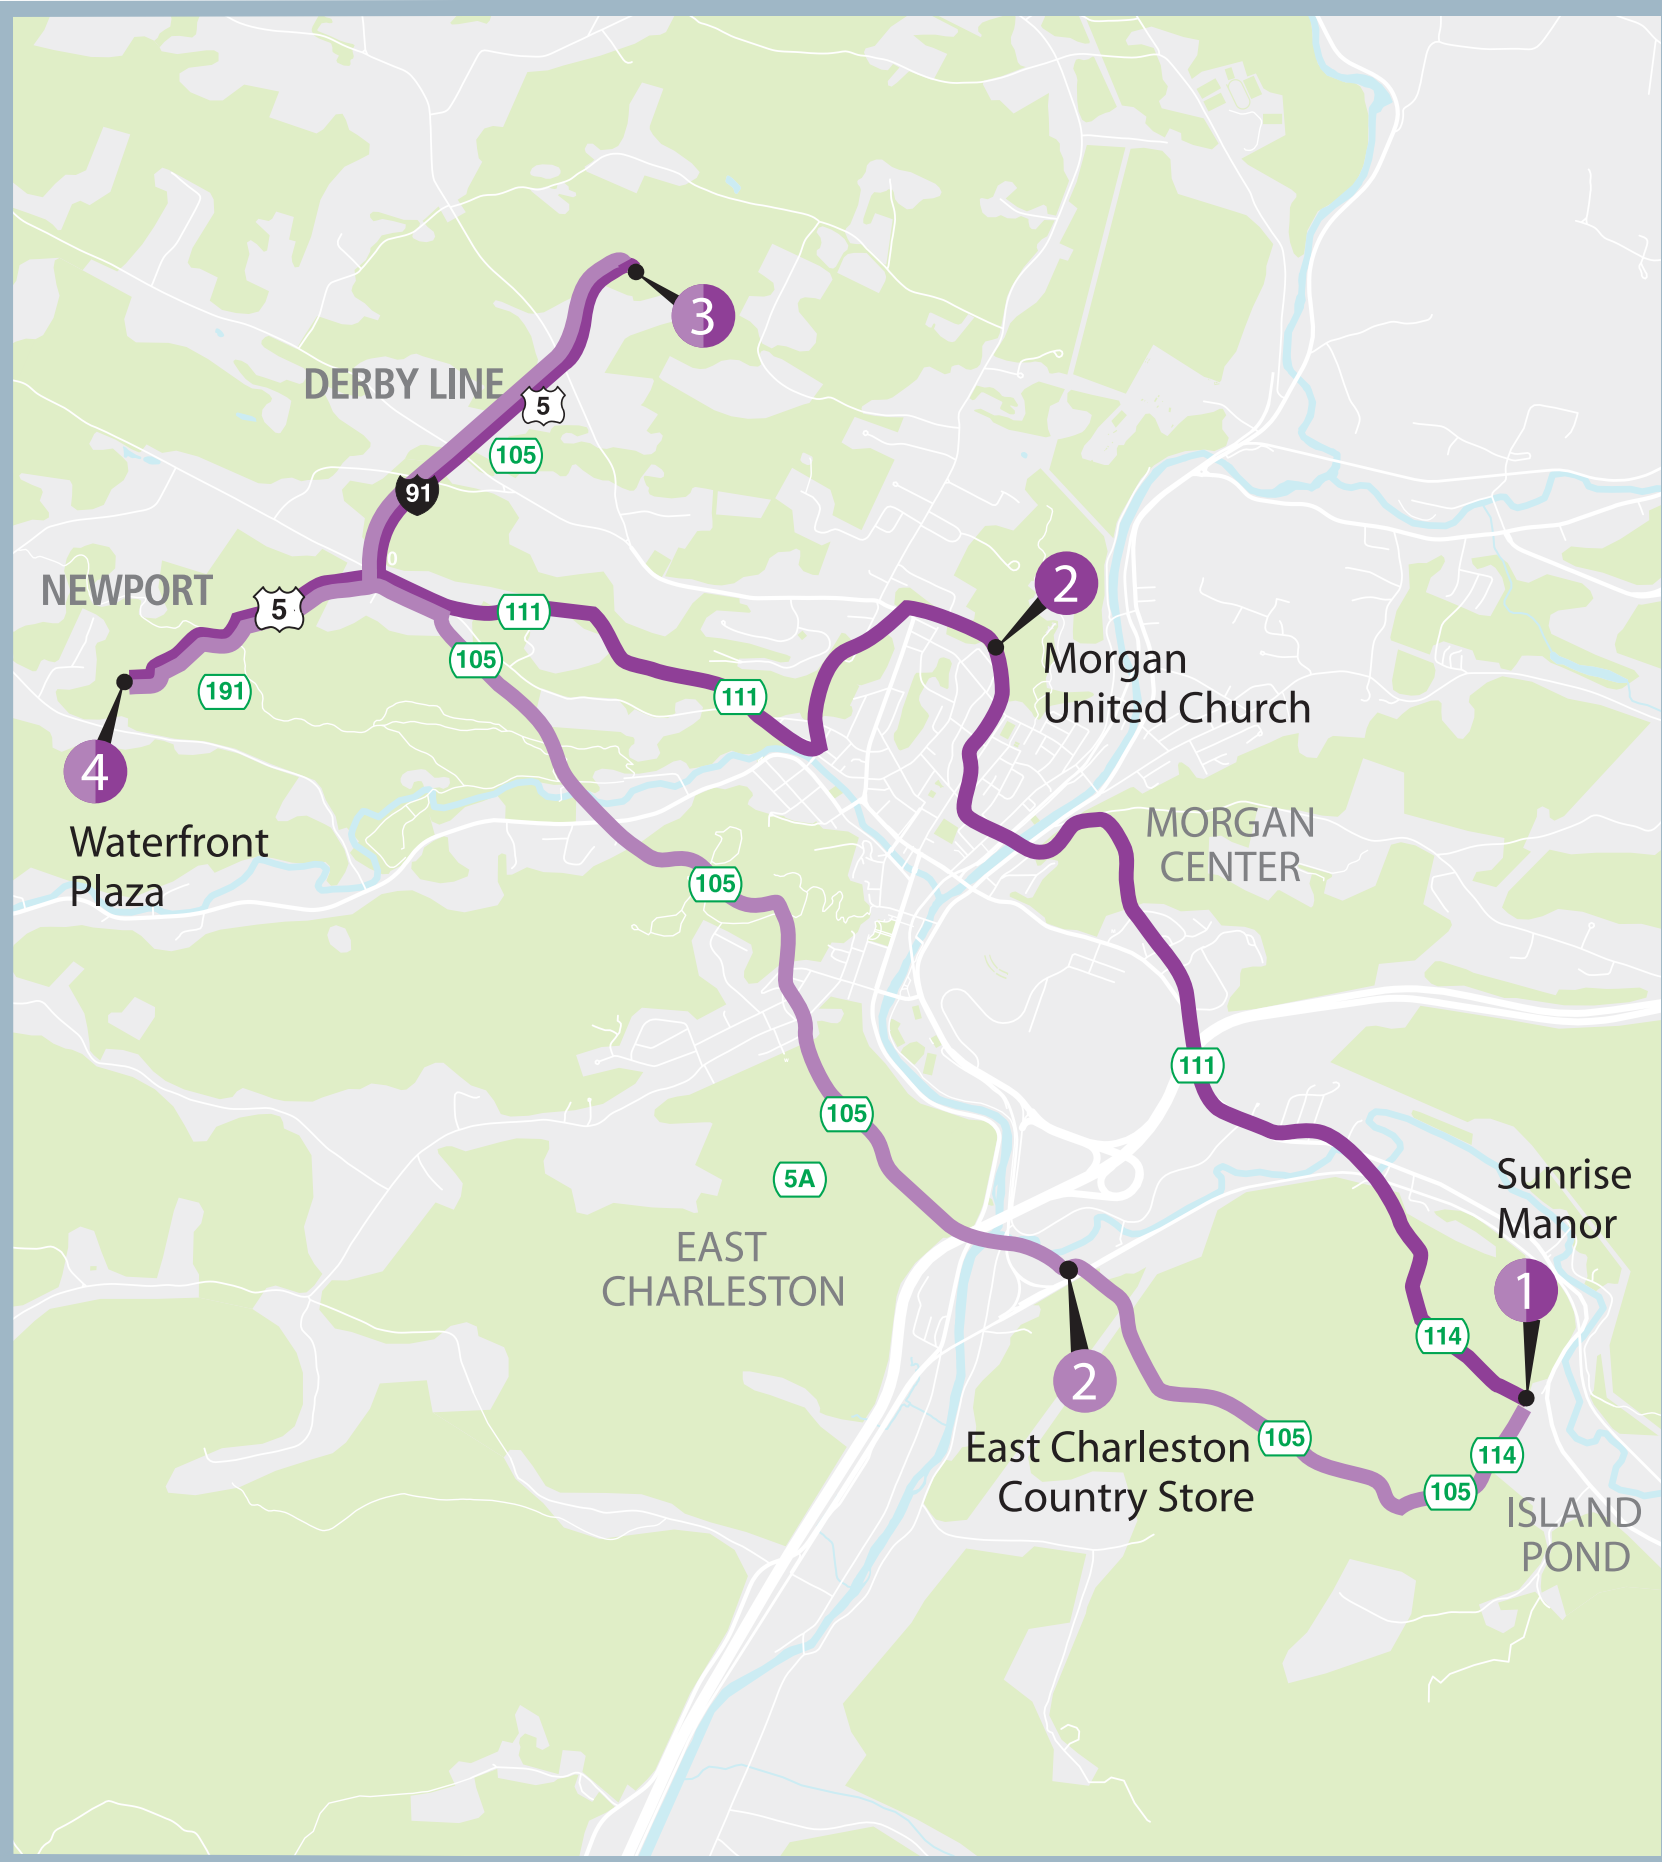 3
DERBY LINE
5
105
91
NEWPORT
5
111
2
105
Morgan
United Church
191
111
4
Waterfront
Plaza
MORGAN
CENTER
105
111
105
5A
Sunrise
Manor
EAST
CHARLESTON
1
114
2
East Charleston
Country Store
105
114
105
ISLAND
POND